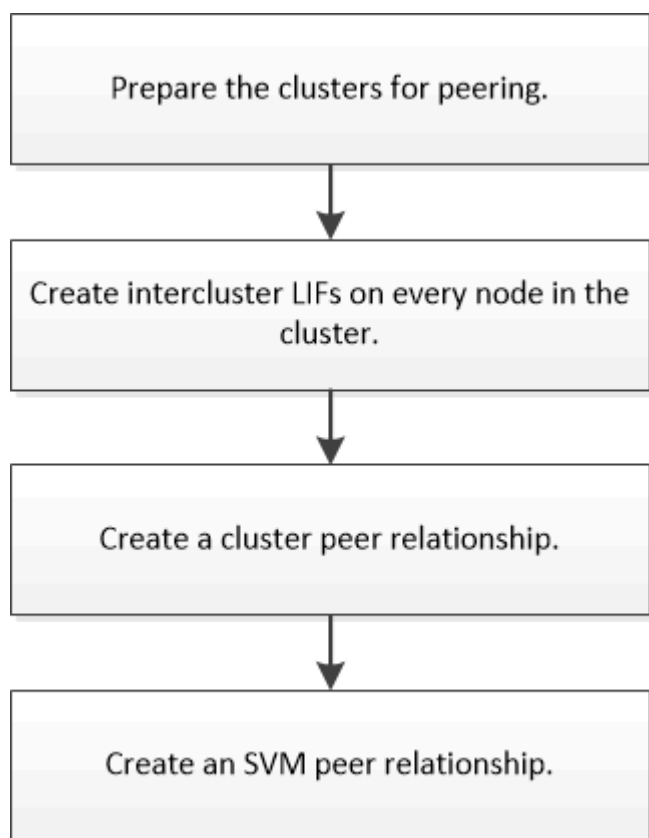 Prepare the clusters for peering.
Create intercluster LIFs on every node in the
cluster.
Create a cluster peer relationship.
Create an SVM peer relationship.